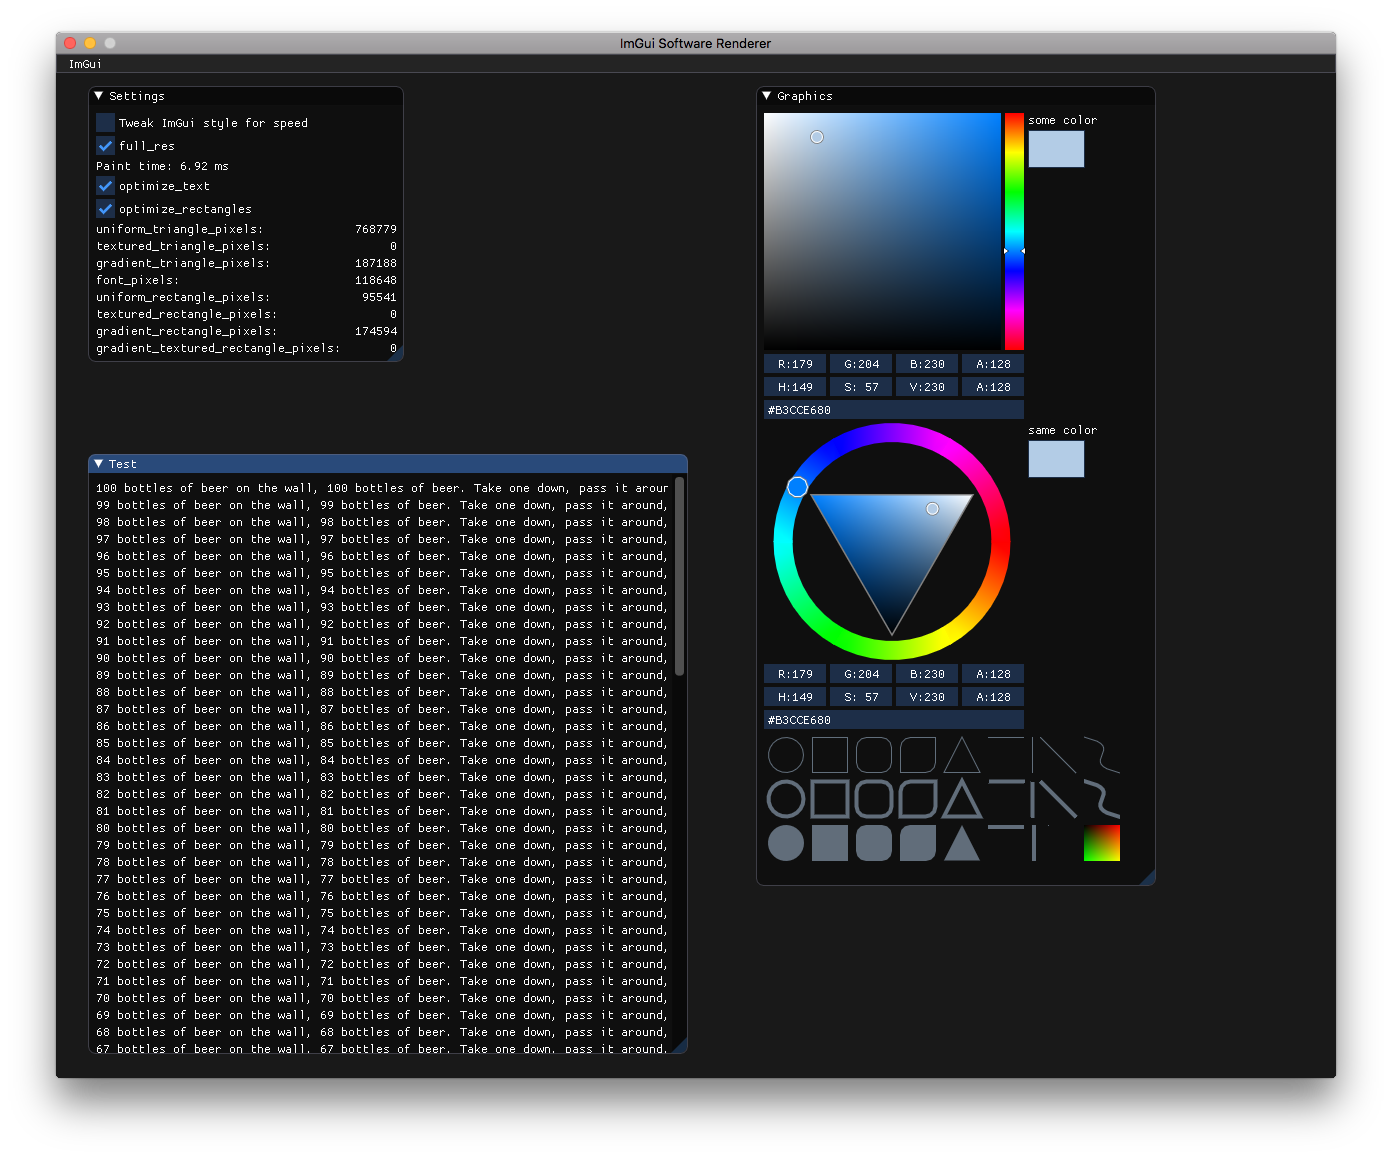 ImGui Software Renderer
ImGui
Settings
Tweak ImGui style for speed
full_res
Paint time: 6.92 ms
optimize_text
optimize_rectangles
uniform_triangle_pixels: 768779
textured_triangle_pixels: 0
gradient_triangle_pixels: 187188
font_pixels: 118648
uniform_rectangle_pixels: 95541
textured_rectangle_pixels: 0
gradient_rectangle_pixels: 174594
gradient_textured_rectangle_pixels: 0
Test
100 bottles of beer on the wall, 100 bottles of beer. Take one down, pass it arour
99 bottles of beer on the wall, 99 bottles of beer. Take one down, pass it around,
98 bottles of beer on the wall, 98 bottles of beer. Take one down, pass it around,
97 bottles of beer on the wall, 97 bottles of beer. Take one down, pass it around,
96 bottles of beer on the wall, 96 bottles of beer. Take one down, pass it around,
95 bottles of beer on the wall, 95 bottles of beer. Take one down, pass it around,
94 bottles of beer on the wall, 94 bottles of beer. Take one down, pass it around,
93 bottles of beer on the wall, 93 bottles of beer. Take one down, pass it around,
92 bottles of beer on the wall, 92 bottles of beer. Take one down, pass it around,
91 bottles of beer on the wall, 91 bottles of beer. Take one down, pass it around,
90 bottles of beer on the wall, 90 bottles of beer. Take one down, pass it around,
89 bottles of beer on the wall, 89 bottles of beer. Take one down, pass it around,
88 bottles of beer on the wall, 88 bottles of beer. Take one down, pass it around,
87 bottles of beer on the wall, 87 bottles of beer. Take one down, pass it around,
86 bottles of beer on the wall, 86 bottles of beer. Take one down, pass it around,
85 bottles of beer on the wall, 85 bottles of beer. Take one down, pass it around,
84 bottles of beer on the wall, 84 bottles of beer. Take one down, pass it around,
83 bottles of beer on the wall, 83 bottles of beer. Take one down, pass it around,
82 bottles of beer on the wall, 82 bottles of beer. Take one down, pass it around,
81 bottles of beer on the wall, 81 bottles of beer. Take one down, pass it around,
80 bottles of beer on the wall, 80 bottles of beer. Take one down, pass it around,
79 bottles of beer on the wall, 79 bottles of beer. Take one down, pass it around,
78 bottles of beer on the wall, 78 bottles of beer. Take one down, pass it around,
77 bottles of beer on the wall, 77 bottles of beer. Take one down, pass it around,
76 bottles of beer on the wall, 76 bottles of beer. Take one down, pass it around,
75 bottles of beer on the wall, 75 bottles of beer. Take one down, pass it around,
74 bottles of beer on the wall, 74 bottles of beer. Take one down, pass it around,
73 bottles of beer on the wall, 73 bottles of beer. Take one down, pass it around,
72 bottles of beer on the wall, 72 bottles of beer. Take one down, pass it around,
71 bottles of beer on the wall, 71 bottles of beer. Take one down, pass it around,
70 bottles of beer on the wall, 70 bottles of beer. Take one down, pass it around,
69 bottles of beer on the wall, 69 bottles of beer. Take one down, pass it around,
68 bottles of beer on the wall, 68 bottles of beer. Take one down, pass it around,
67 bottles of beer on the wall, 67 bottles of beer. Take one down, pass it around,
Graphics
some color
R:179 G:204 B:230 A:128
H:149 S: 57 V:230 A:128
#B3CCE680
same color
R:179 G:204 B:230 A:128
H:149 S: 57 V:230 A:128
#B3CCE680